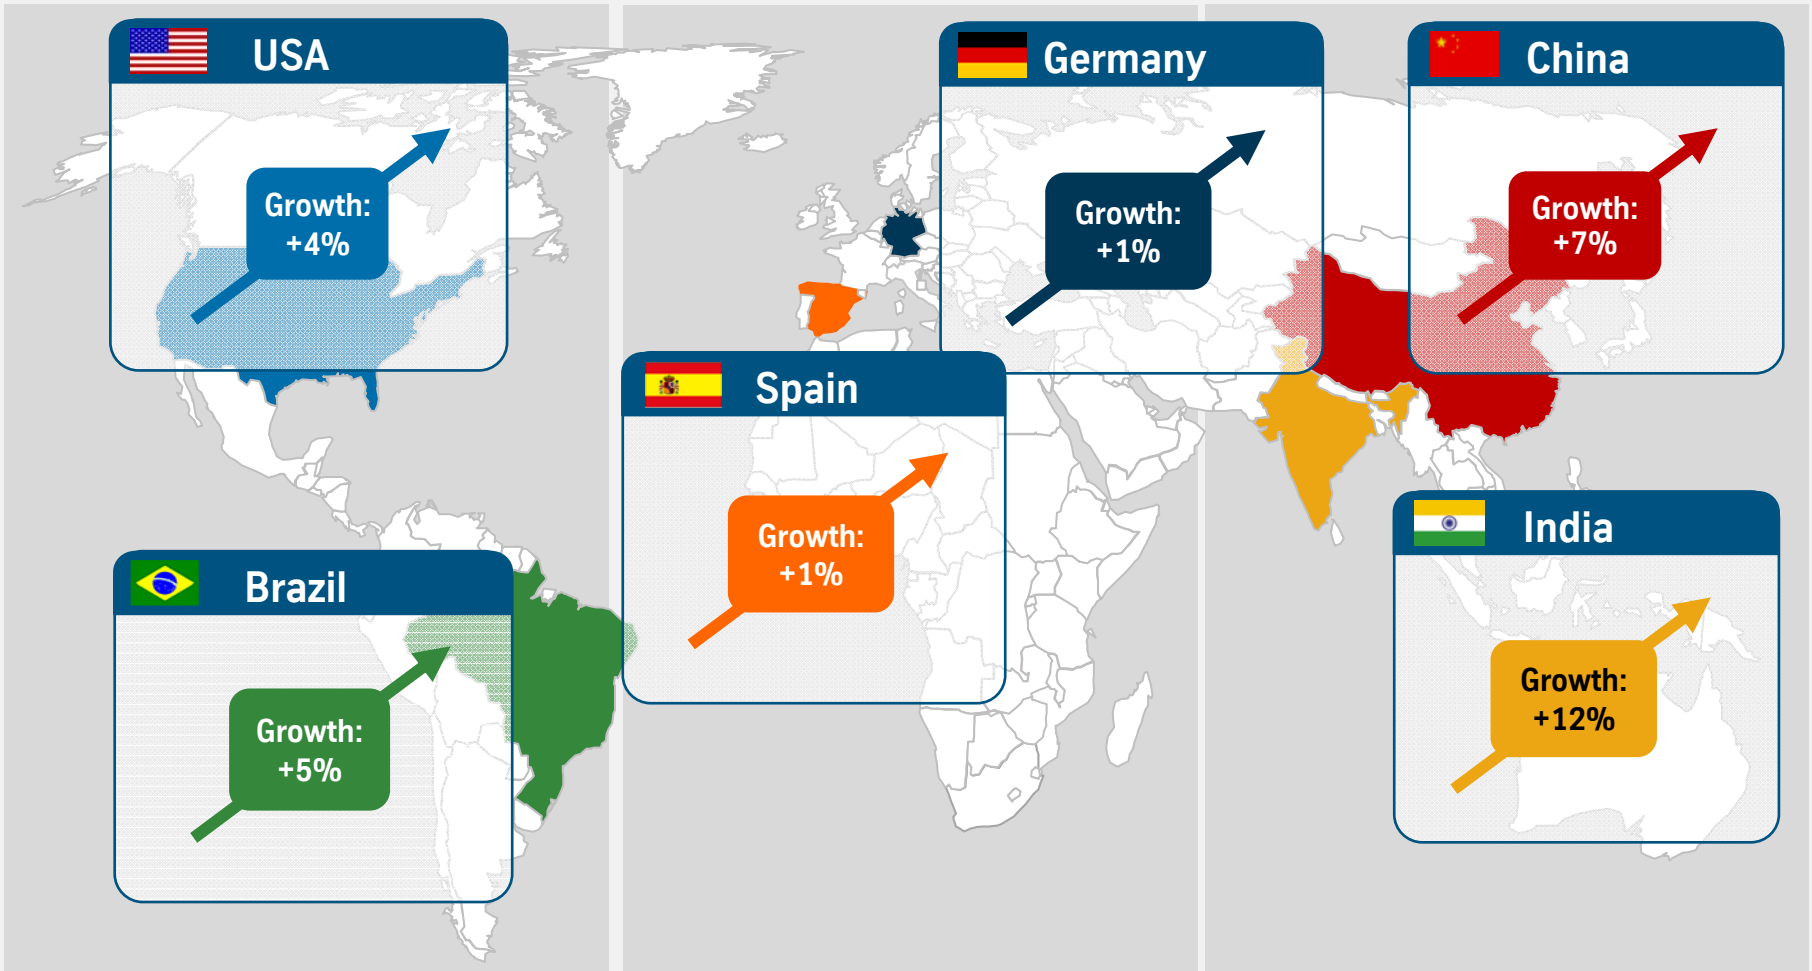 USA
Growth:
+4%
Germany
Growth:
+1%
China
Growth:
+7%
Spain
Growth:
+1%
Brazil
Growth:
+5%
India
Growth:
+12%